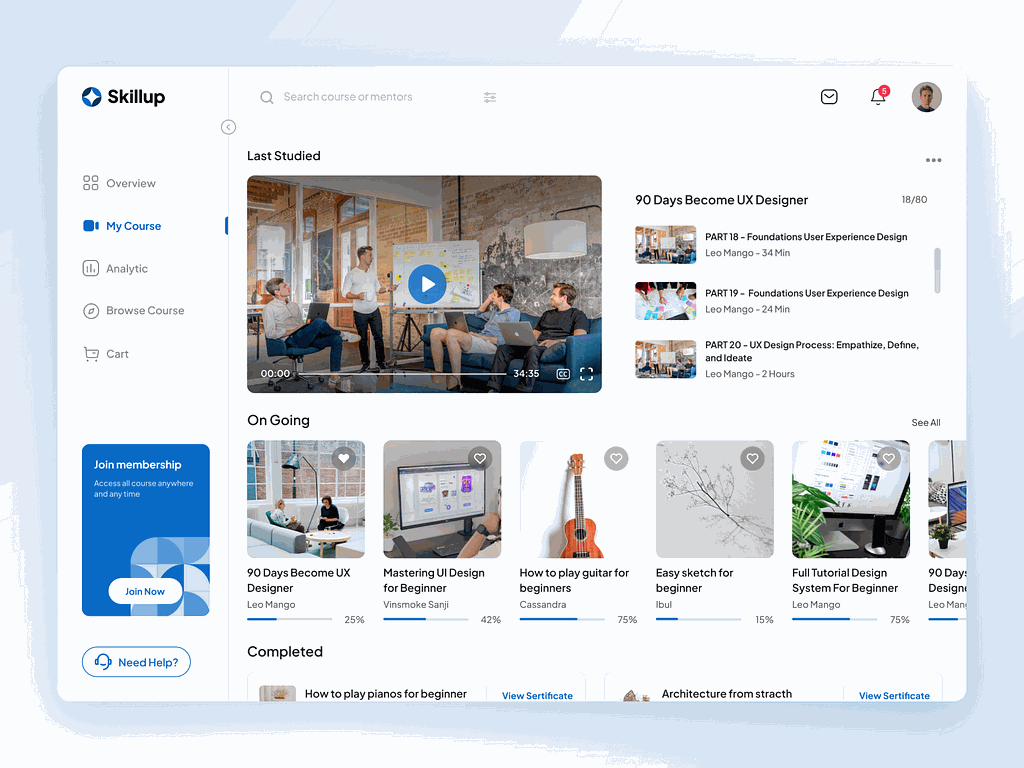 Skillup
Search course or mentors
5
Overview
My Course
Analytic
Browse Course
Cart
Join membership
Access all course anywhere
and any time
Join Now
Need Help?
Last Studied
00:00
34:35
CC
90 Days Become UX Designer
18/80
PART 18 - Foundations User Experience Design
Leo Mango - 34 Min
PART 19 - Foundations User Experience Design
Leo Mango - 24 Min
PART 20 - UX Design Process: Empathize, Define,
and Ideate
Leo Mango - 2 Hours
On Going
See All
90 Days Become UX
Designer
Leo Mango
25%
Mastering UI Design
for Beginner
Vinsmoke Sanji
42%
How to play guitar for
beginners
Cassandra
75%
Easy sketch for
beginner
Ibul
15%
Full Tutorial Design
System For Beginner
Leo Mango
75%
90 Days
Designe
Leo Mang
Completed
How to play pianos for beginner
View Sertificate
Architecture from stracth
View Sertificate